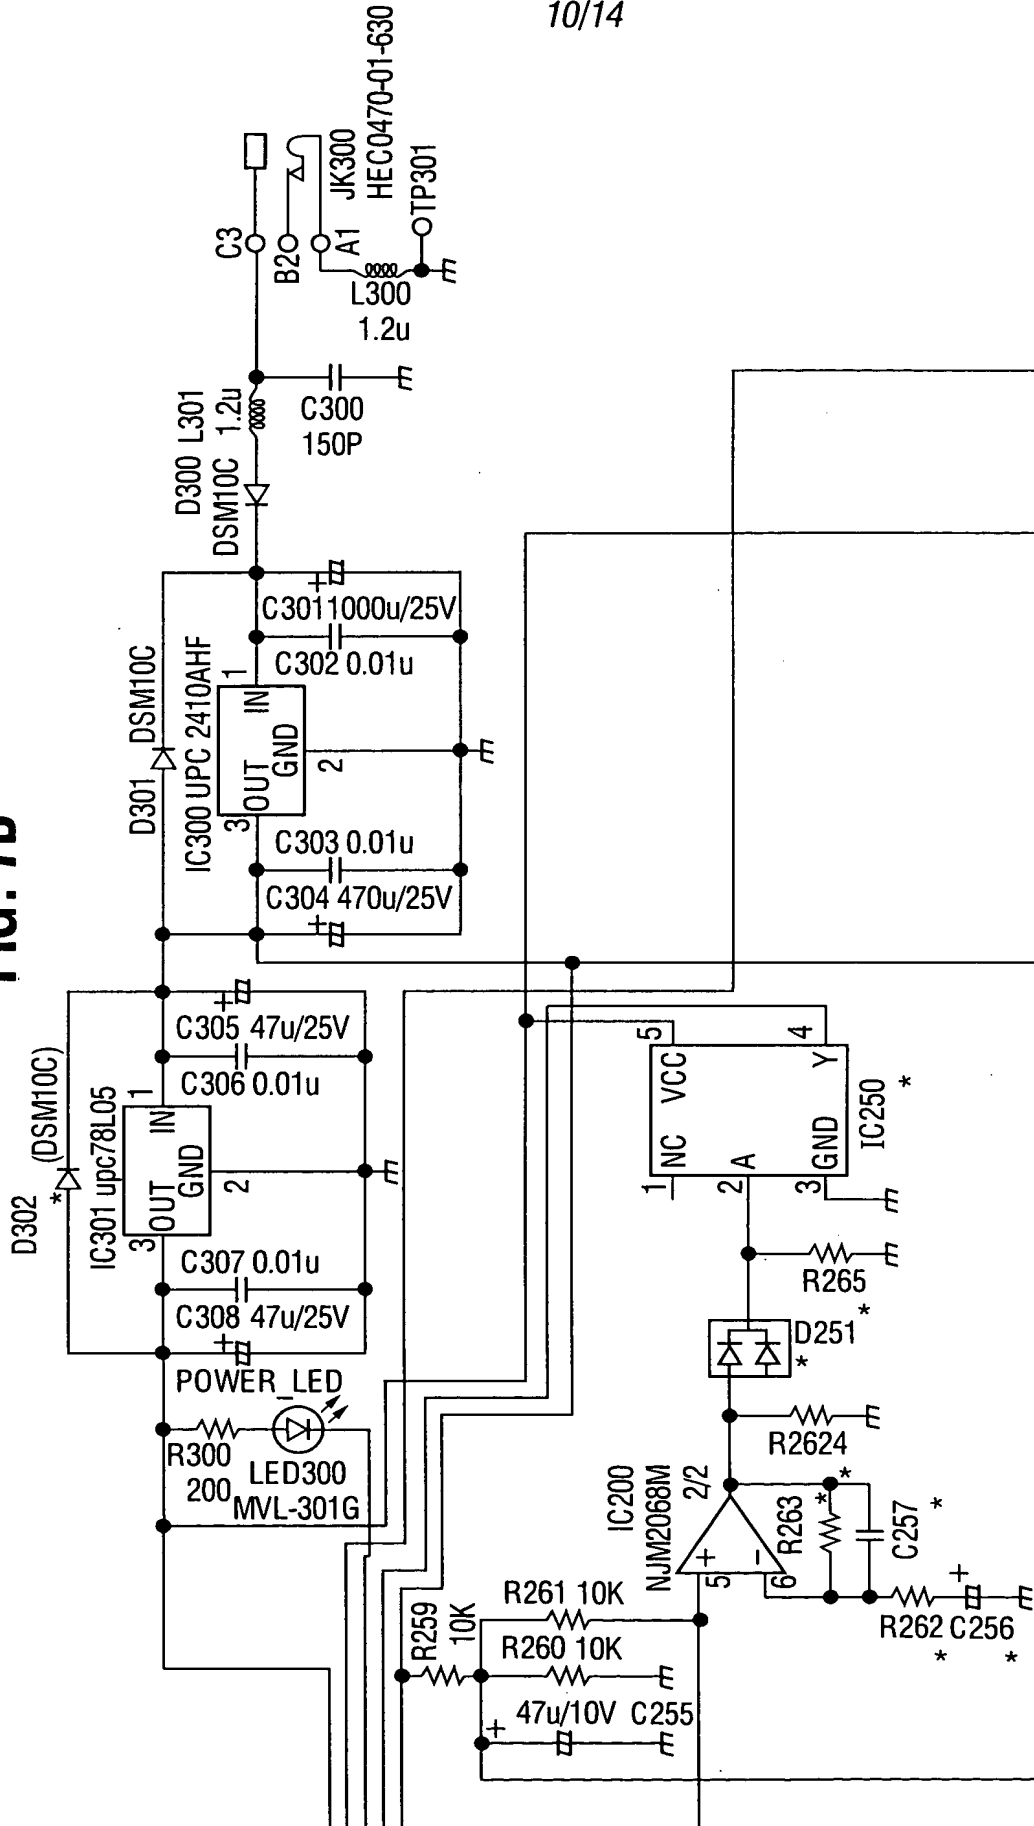 10/14
FIG. 7B
C3
B2
A1
JK300
HEC0470-01-630
TP301
L300
1.2u
C300
150P
L301
1.2u
D300
DSM10C
C301 1000u/25V
C302 0.01u
D301 DSM10C
IC300 UPC 2410AHF
1
IN
GND
2
OUT
3
C303 0.01u
C304 470u/25V
C305 47u/25V
C306 0.01u
D302 * (DSM10C)
IC301 upc78L05
1
IN
GND
2
OUT
3
C307 0.01u
C308 47u/25V
POWER_LED
R300
200
LED300
MVL-301G
5
4
VCC
Y
NC
A
GND
1
2
3
IC250
*
R265
*
D251
*
R2624
*
IC200
NJM2068M
2/2
+
-
5
6
R263
*
C257
*
R262
*
C256
*
+
R259
10K
R261 10K
R260 10K
47u/10V C255
+